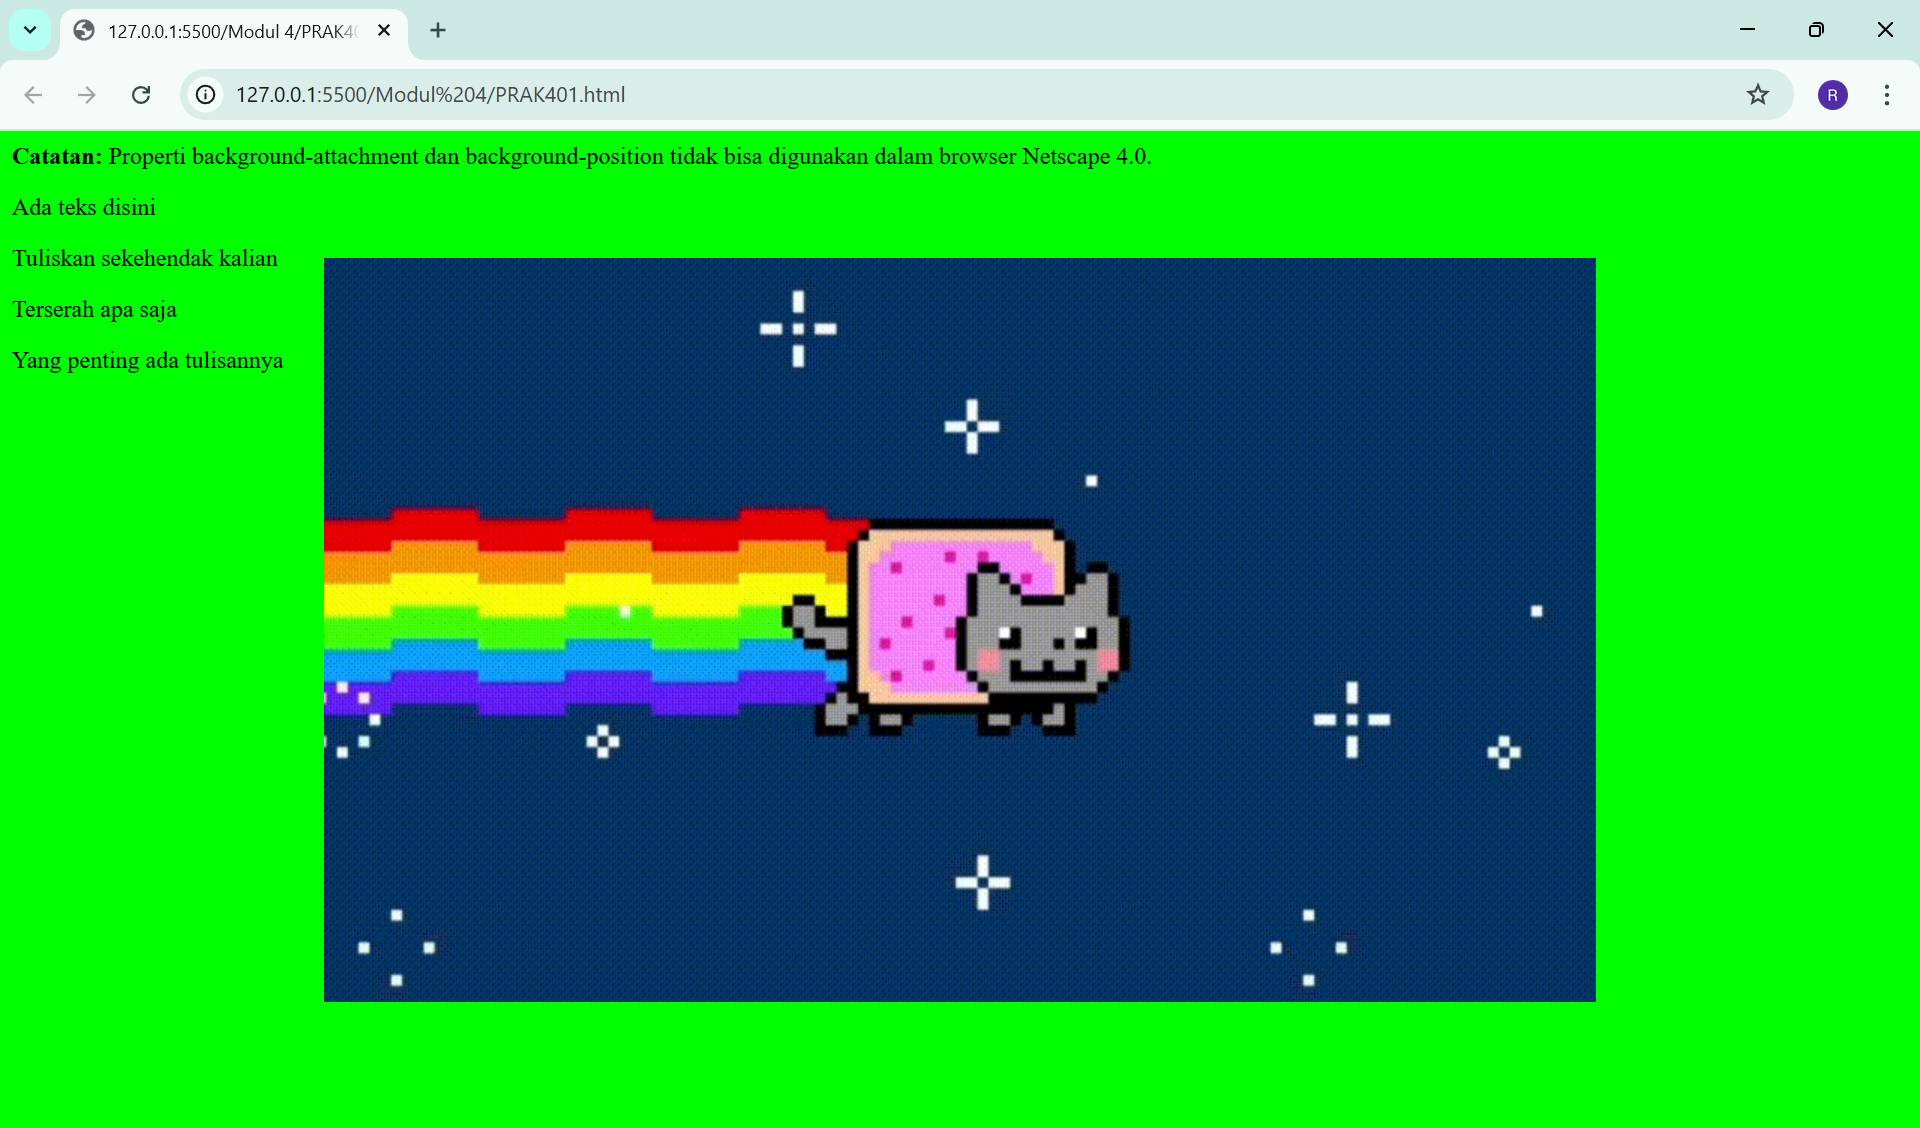 127.0.0.1:5500/Modul 4/PRAK40
127.0.0.1:5500/Modul%204/PRAK401.html
R
Catatan: Properti background-attachment dan background-position tidak bisa digunakan dalam browser Netscape 4.0.
Ada teks disini
Tuliskan sekehendak kalian
Terserah apa saja
Yang penting ada tulisannya